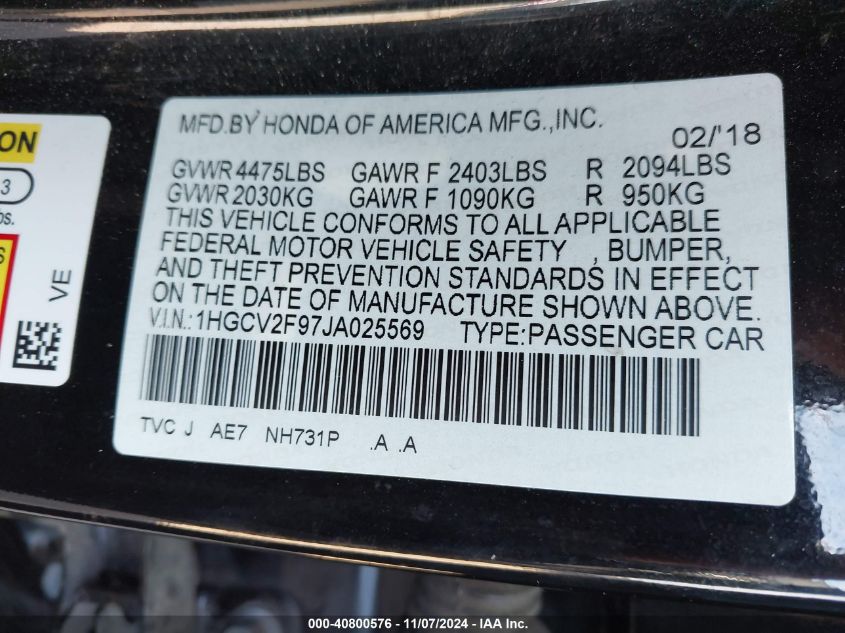 ON
3
os.
S
VE
MFD.BY HONDA OF AMERICA MFG.,INC.
02/'18
GVWR 4475LBS GAWR F 2403LBS R 2094LBS
GVWR 2030KG GAWR F 1090KG R 950KG
THIS VEHICLE CONFORMS TO ALL APPLICABLE
FEDERAL MOTOR VEHICLE SAFETY , BUMPER,
AND THEFT PREVENTION STANDARDS IN EFFECT
ON THE DATE OF MANUFACTURE SHOWN ABOVE.
V.I.N.:1HGCV2F97JA025569 TYPE:PASSENGER CAR
TVC J AE7 NH731P .A .A
000-40800576 — 11/07/2024 — IAA Inc.